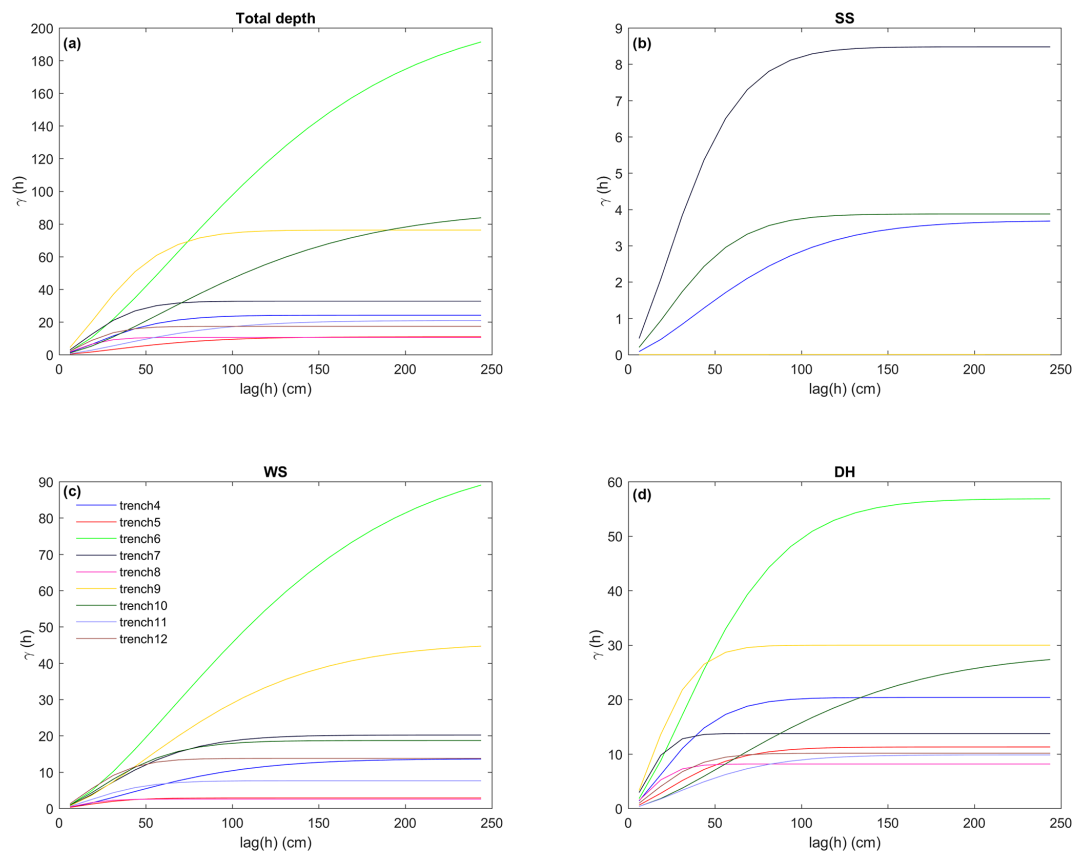 Total depth
(a)
200
180
160
140
120
100
80
60
40
20
0
γ (h)
0 50 100 150 200 250
lag(h) (cm)
SS
(b)
9
8
7
6
5
4
3
2
1
0
γ (h)
0 50 100 150 200 250
lag(h) (cm)
WS
(c)
90
80
70
60
50
40
30
20
10
0
γ (h)
trench4
trench5
trench6
trench7
trench8
trench9
trench10
trench11
trench12
0 50 100 150 200 250
lag(h) (cm)
DH
(d)
60
50
40
30
20
10
0
γ (h)
0 50 100 150 200 250
lag(h) (cm)